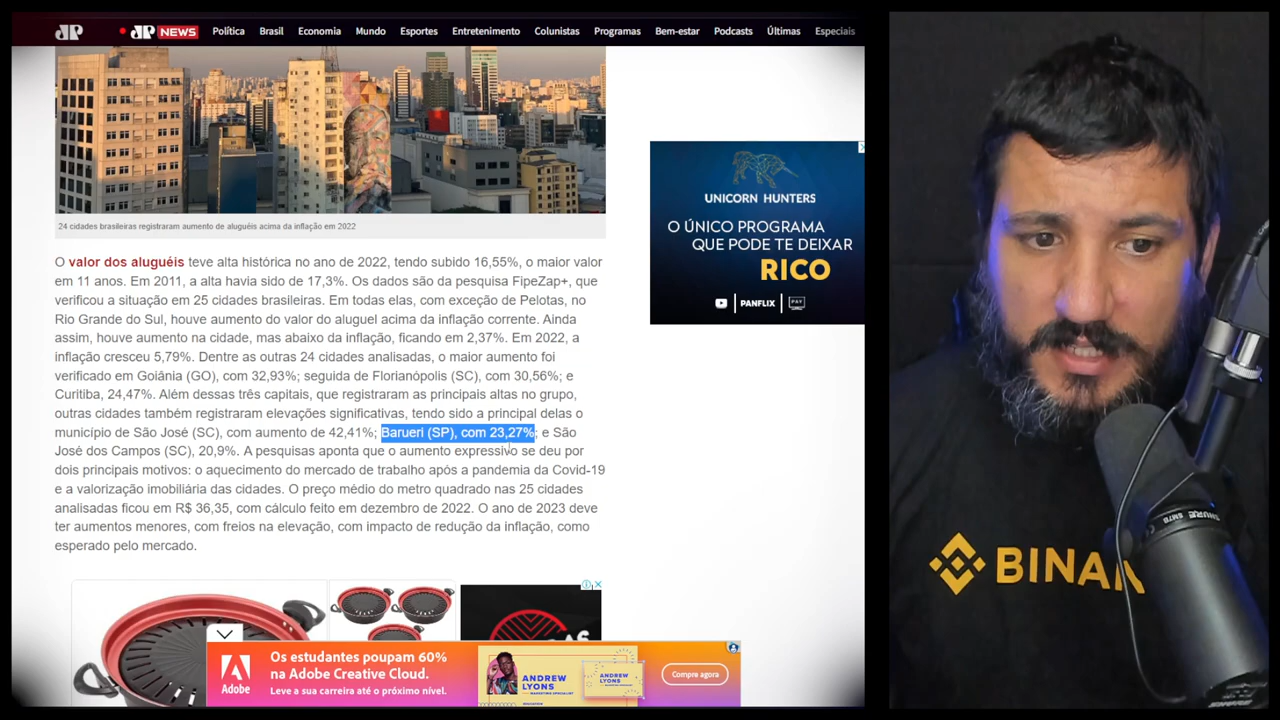 JP
JP NEWS
Política
Brasil
Economia
Mundo
Esportes
Entretenimento
Colunistas
Programas
Bem-estar
Podcasts
Últimas
Especiais
24 cidades brasileiras registraram aumento de aluguéis acima da inflação em 2022
O valor dos aluguéis teve alta histórica no ano de 2022, tendo subido 16,55%, o maior valor
em 11 anos. Em 2011, a alta havia sido de 17,3%. Os dados são da pesquisa FipeZap+, que
verificou a situação em 25 cidades brasileiras. Em todas elas, com exceção de Pelotas, no
Rio Grande do Sul, houve aumento do valor do aluguel acima da inflação corrente. Ainda
assim, houve aumento na cidade, mas abaixo da inflação, ficando em 2,37%. Em 2022, a
inflação cresceu 5,79%. Dentre as outras 24 cidades analisadas, o maior aumento foi
verificado em Goiânia (GO), com 32,93%; seguida de Florianópolis (SC), com 30,56%; e
Curitiba, 24,47%. Além dessas três capitais, que registraram as principais altas no grupo,
outras cidades também registraram elevações significativas, tendo sido a principal delas o
município de São José (SC), com aumento de 42,41%; Barueri (SP), com 23,27%; e São
José dos Campos (SC), 20,9%. A pesquisas aponta que o aumento expressivo se deu por
dois principais motivos: o aquecimento do mercado de trabalho após a pandemia da Covid-19
e a valorização imobiliária das cidades. O preço médio do metro quadrado nas 25 cidades
analisadas ficou em R$ 36,35, com cálculo feito em dezembro de 2022. O ano de 2023 deve
ter aumentos menores, com freios na elevação, com impacto de redução da inflação, como
esperado pelo mercado.
UNICORN HUNTERS
O ÚNICO PROGRAMA
QUE PODE TE DEIXAR
RICO
PANFLIX
Adobe
Os estudantes poupam 60%
na Adobe Creative Cloud.
Leve a sua carreira até o próximo nível.
ANDREW
LYONS
ANDREW
LYONS
Compre agora
SHURE SM7B
BINAN